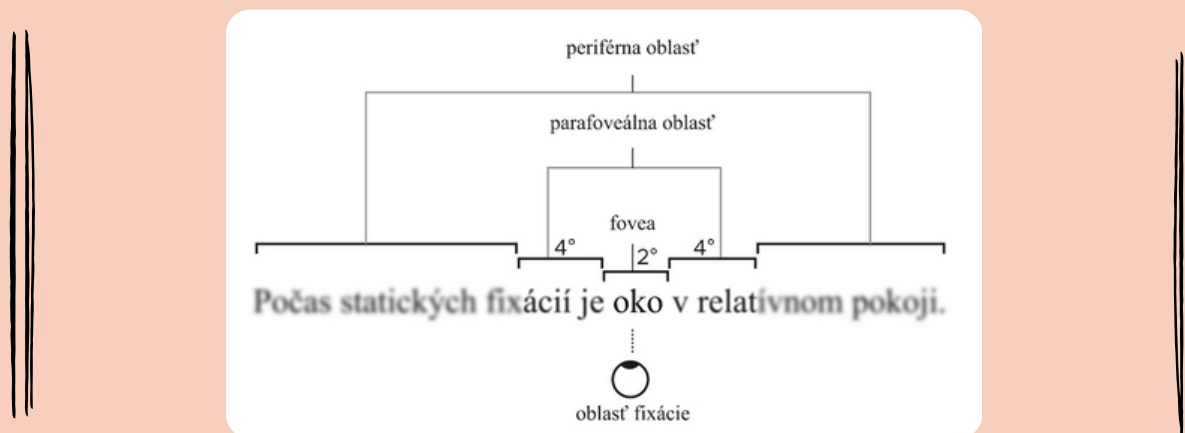 periférna oblasť
parafoveálna oblasť
fovea
4° 2° 4°
Počas statických fixácií je oko v relatívnom pokoji.
oblasť fixácie